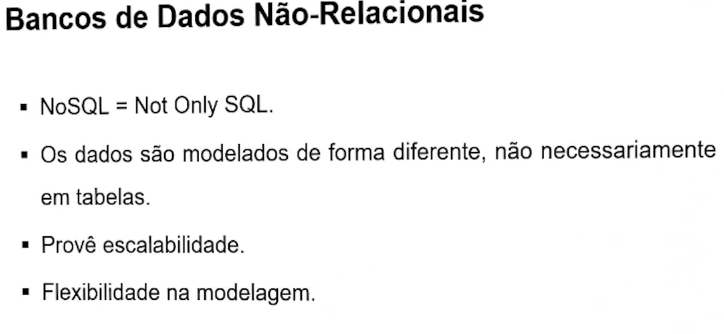 Bancos de Dados Não-Relacionais
▪ NoSQL = Not Only SQL.
▪ Os dados são modelados de forma diferente, não necessariamente
em tabelas.
▪ Provê escalabilidade.
▪ Flexibilidade na modelagem.